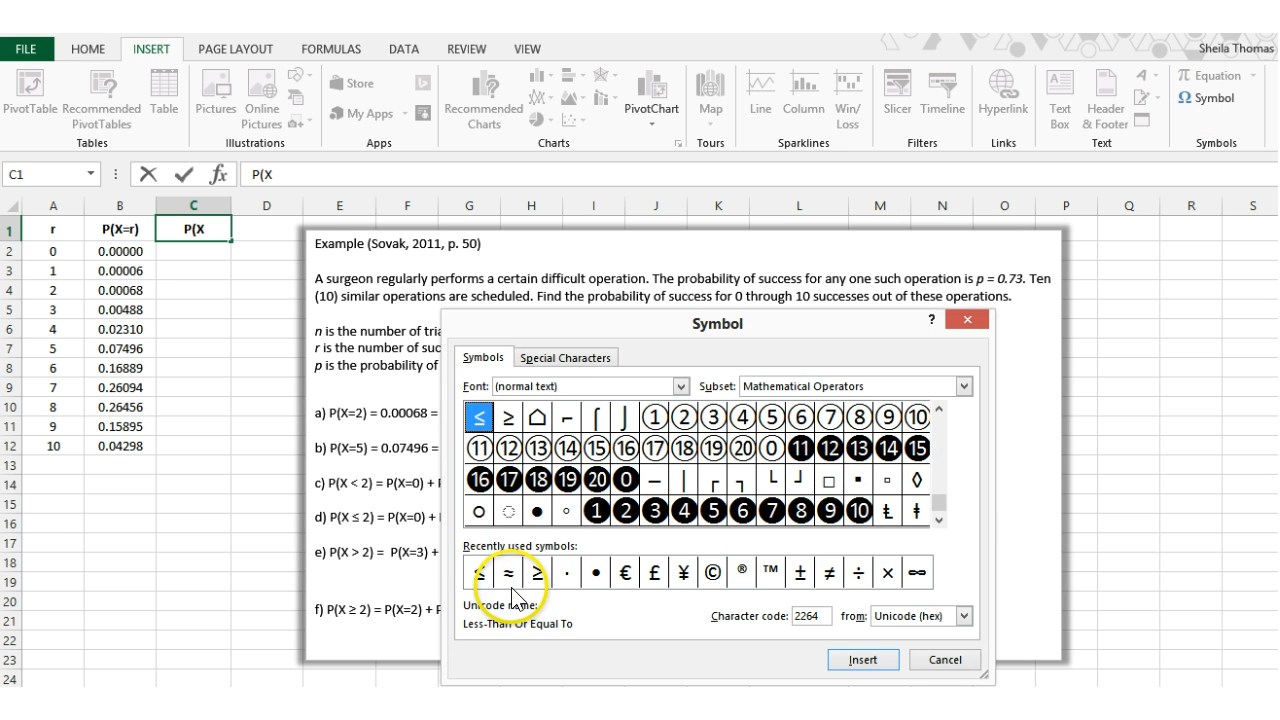 FILE HOME INSERT PAGE LAYOUT FORMULAS DATA REVIEW VIEW Sheila Thomas
PivotTable Recommended PivotTables Table Pictures Online Pictures Store My Apps Recommended Charts PivotChart Map Line Column Win/Loss Slicer Timeline Hyperlink Text Box Header & Footer π Equation Ω Symbol
Tables Illustrations Apps Charts Tours Sparklines Filters Links Text Symbols
C1 fx P(X
A B C D E F G H I J K L M N O P Q R S
1 r P(X=r) P(X
2 0 0.00000
3 1 0.00006
4 2 0.00068
5 3 0.00488
6 4 0.02310
7 5 0.07496
8 6 0.16889
9 7 0.26094
10 8 0.26456
11 9 0.15895
12 10 0.04298
13
14
15
16
17
18
19
20
21
22
23
24
Example (Sovak, 2011, p. 50)
A surgeon regularly performs a certain difficult operation. The probability of success for any one such operation is p = 0.73. Ten
(10) similar operations are scheduled. Find the probability of success for 0 through 10 successes out of these operations.
n is the number of tria
r is the number of suc
p is the probability of
a) P(X=2) = 0.00068 =
b) P(X=5) = 0.07496 =
c) P(X < 2) = P(X=0) + P
d) P(X ≤ 2) = P(X=0) +
e) P(X > 2) = P(X=3) +
f) P(X ≥ 2) = P(X=2) + P
Symbol ?
Symbols Special Characters
Font: (normal text) Subset: Mathematical Operators
≤ ≥ ⌂ ⌐ ⌠ ⌡ ① ② ③ ④ ⑤ ⑥ ⑦ ⑧ ⑨ ⑩
⑪ ⑫ ⑬ ⑭ ⑮ ⑯ ⑰ ⑱ ⑲ ⑳ ⓪ ⓫ ⓬ ⓭ ⓮ ⓯
⓰ ⓱ ⓲ ⓳ ⓴ ⓿ ─ │ ┌ ┐ └ ┘ □ ▪ ▫ ◊
○ ◌ ● ◦ ❶ ❷ ❸ ❹ ❺ ❻ ❼ ❽ ❾ ❿ Ɫ ǂ
Recently used symbols:
≤ ≈ ≥ · • € £ ¥ © ® ™ ± ≠ ÷ × ∞
Unicode name:
Less-Than Or Equal To
Character code: 2264 from: Unicode (hex)
Insert Cancel